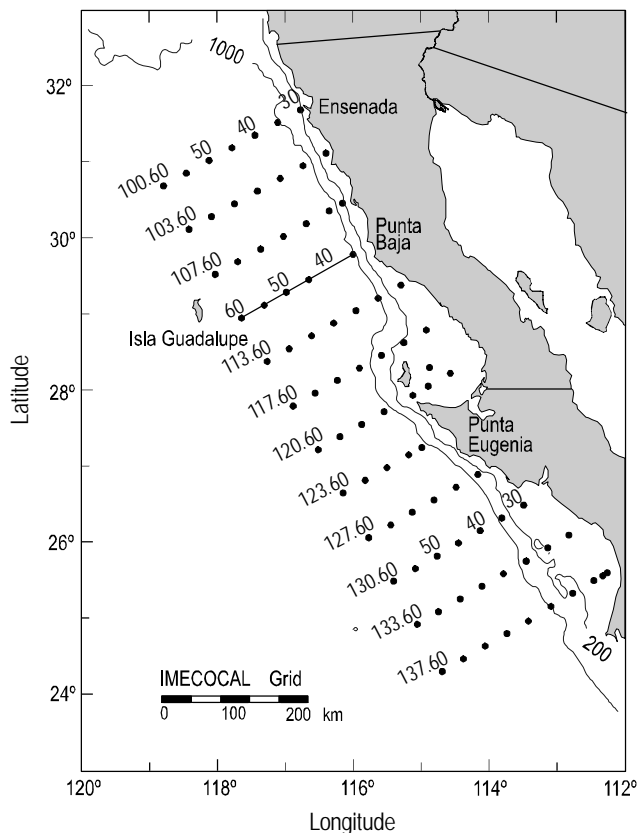 32º
30º
28º
26º
24º
Latitude
120º
118º
116º
114º
112º
Longitude
1000
30
40
50
100.60
Ensenada
103.60
107.60
Punta
Baja
40
50
60
Isla Guadalupe
113.60
117.60
120.60
Punta
Eugenia
123.60
127.60
30
40
50
130.60
133.60
137.60
200
IMECOCAL Grid
0 100 200 km